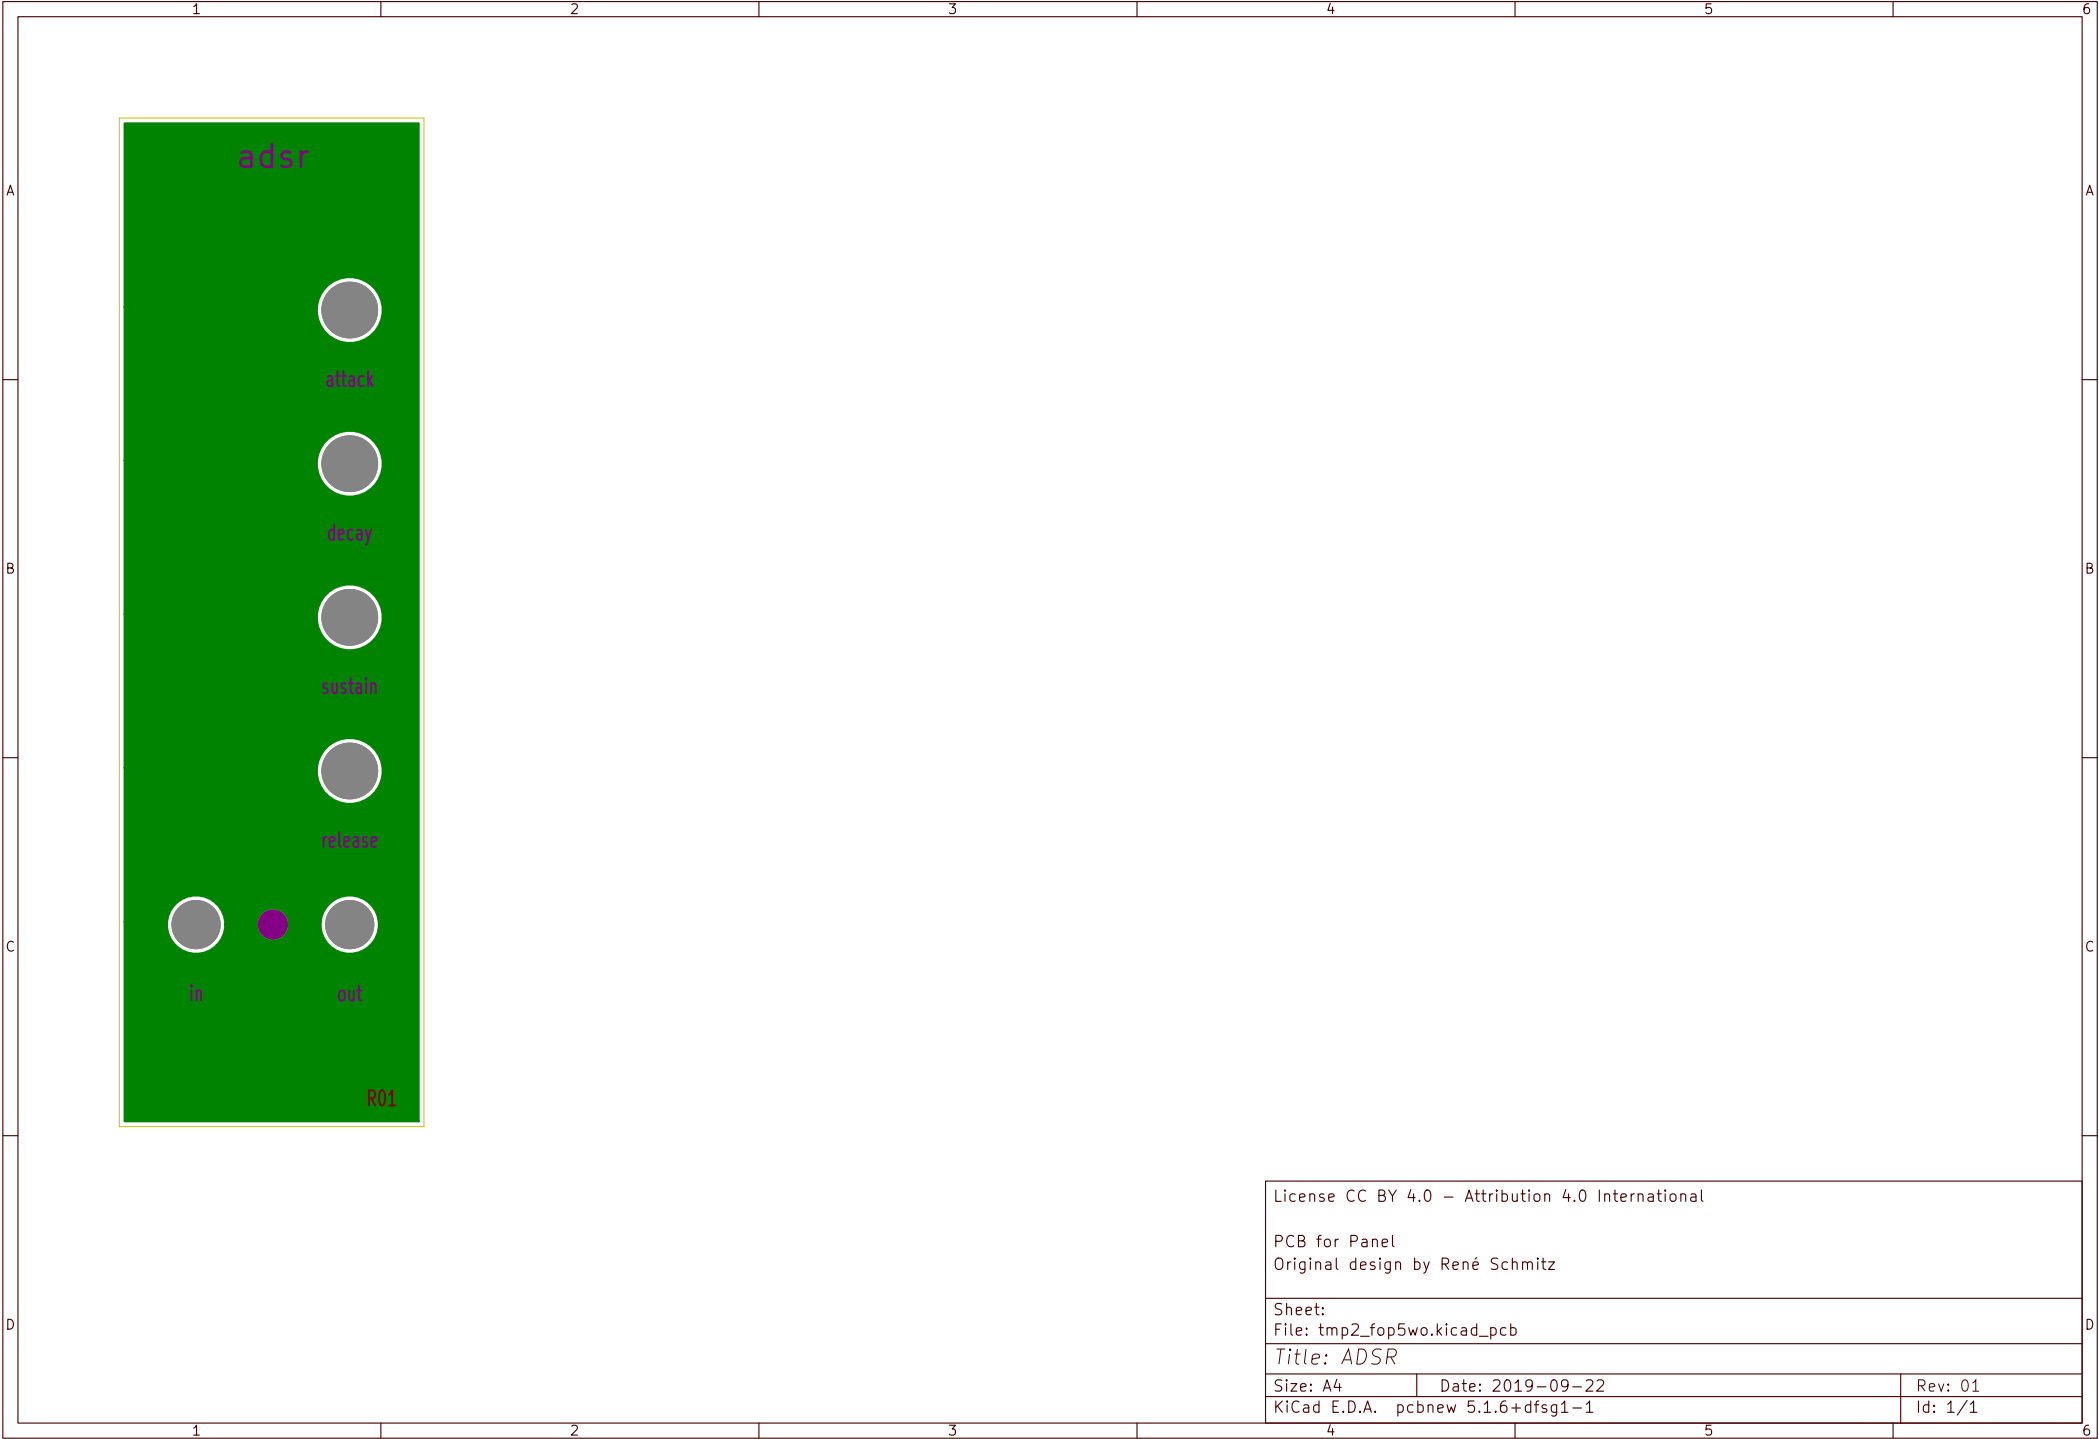 1 2 3 4 5 6
adsr
A A
attack
decay
B B
sustain
release
C C
in out
R01
License CC BY 4.0 - Attribution 4.0 International
PCB for Panel
Original design by René Schmitz
Sheet:
D D
File: tmp2_fop5wo.kicad_pcb
Title: ADSR
Size: A4 Date: 2019-09-22 Rev: 01
KiCad E.D.A. pcbnew 5.1.6+dfsg1-1 Id: 1/1
1 2 3 4 5 6